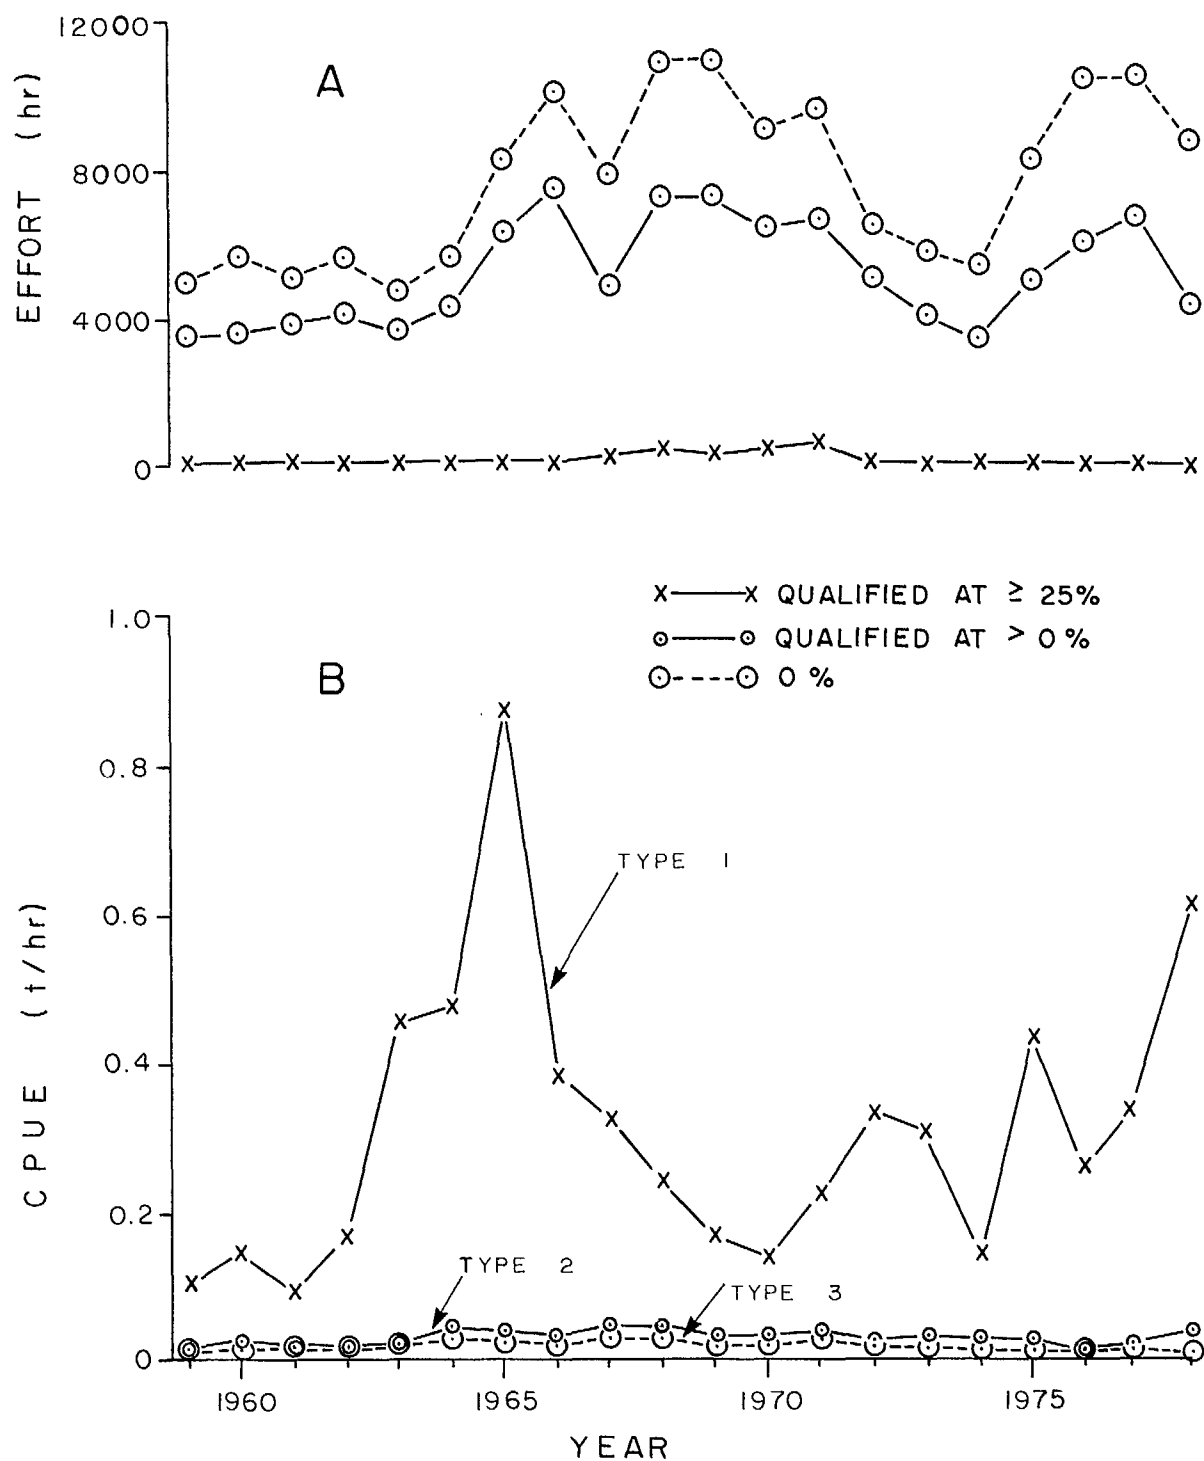 12000
A
EFFORT (hr)
8000
4000
0
X X QUALIFIED AT ≥ 25%
QUALIFIED AT > 0 %
0 %
1.0
B
0.8
TYPE 1
0.6
CPUE (t/hr)
0.4
0.2
TYPE 2
TYPE 3
0
1960 1965 1970 1975
YEAR